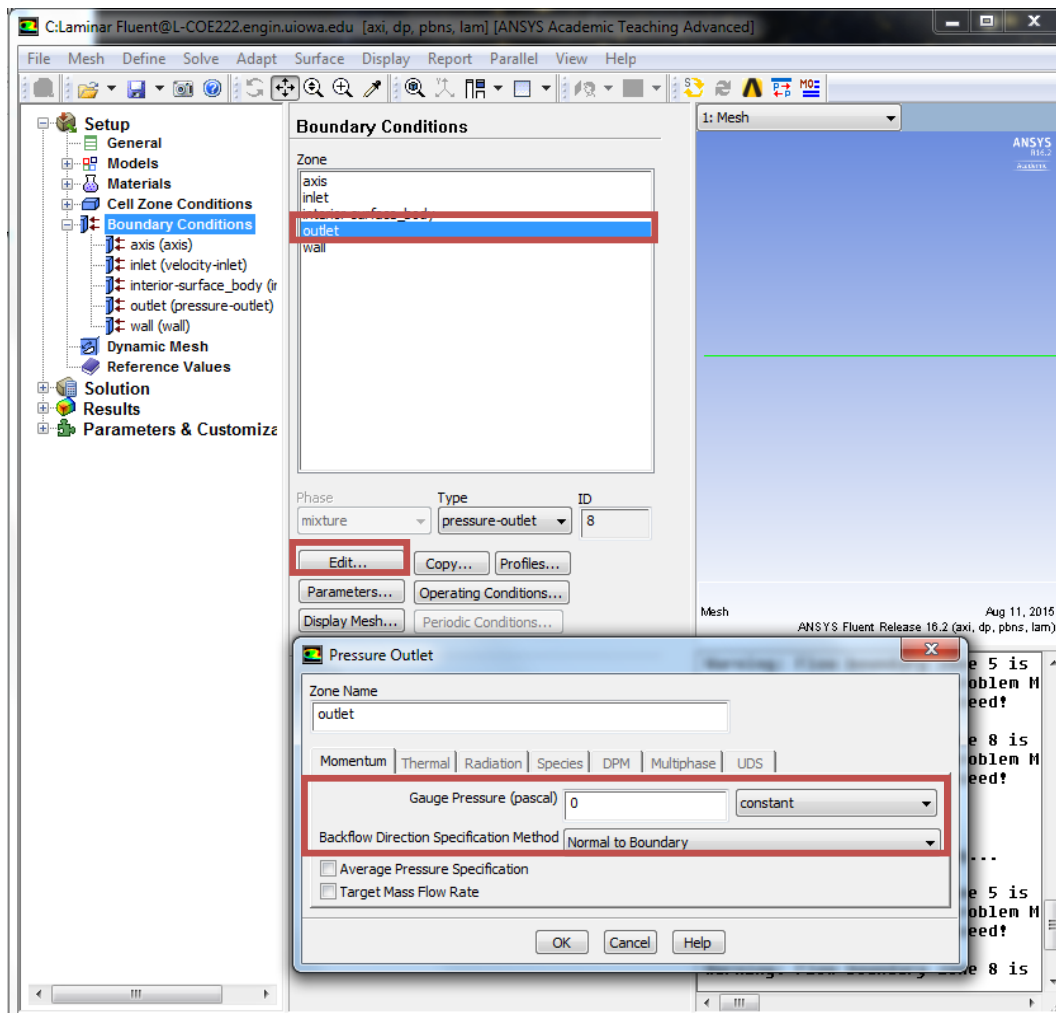 C:Laminar Fluent@L-COE222.engin.uiowa.edu [axi, dp, pbns, lam] [ANSYS Academic Teaching Advanced]
File Mesh Define Solve Adapt Surface Display Report Parallel View Help
Setup
General
Models
Materials
Cell Zone Conditions
Boundary Conditions
axis (axis)
inlet (velocity-inlet)
interior-surface_body (in
outlet (pressure-outlet)
wall (wall)
Dynamic Mesh
Reference Values
Solution
Results
Parameters & Customiza
Boundary Conditions
Zone
axis
inlet
interior-surface_body
outlet
wall
Phase
Type
ID
mixture
pressure-outlet
8
Edit...
Copy...
Profiles...
Parameters...
Operating Conditions...
Display Mesh...
Periodic Conditions...
1: Mesh
ANSYS
R16.2
Academic
Mesh
Aug 11, 2015
ANSYS Fluent Release 16.2 (axi, dp, pbns, lam)
Pressure Outlet
Zone Name
outlet
Momentum Thermal Radiation Species DPM Multiphase UDS
Gauge Pressure (pascal) 0 constant
Backflow Direction Specification Method Normal to Boundary
Average Pressure Specification
Target Mass Flow Rate
OK Cancel Help
e 5 is
oblem M
eed!
e 8 is
oblem M
eed!
...
e 5 is
oblem M
eed!
e 8 is